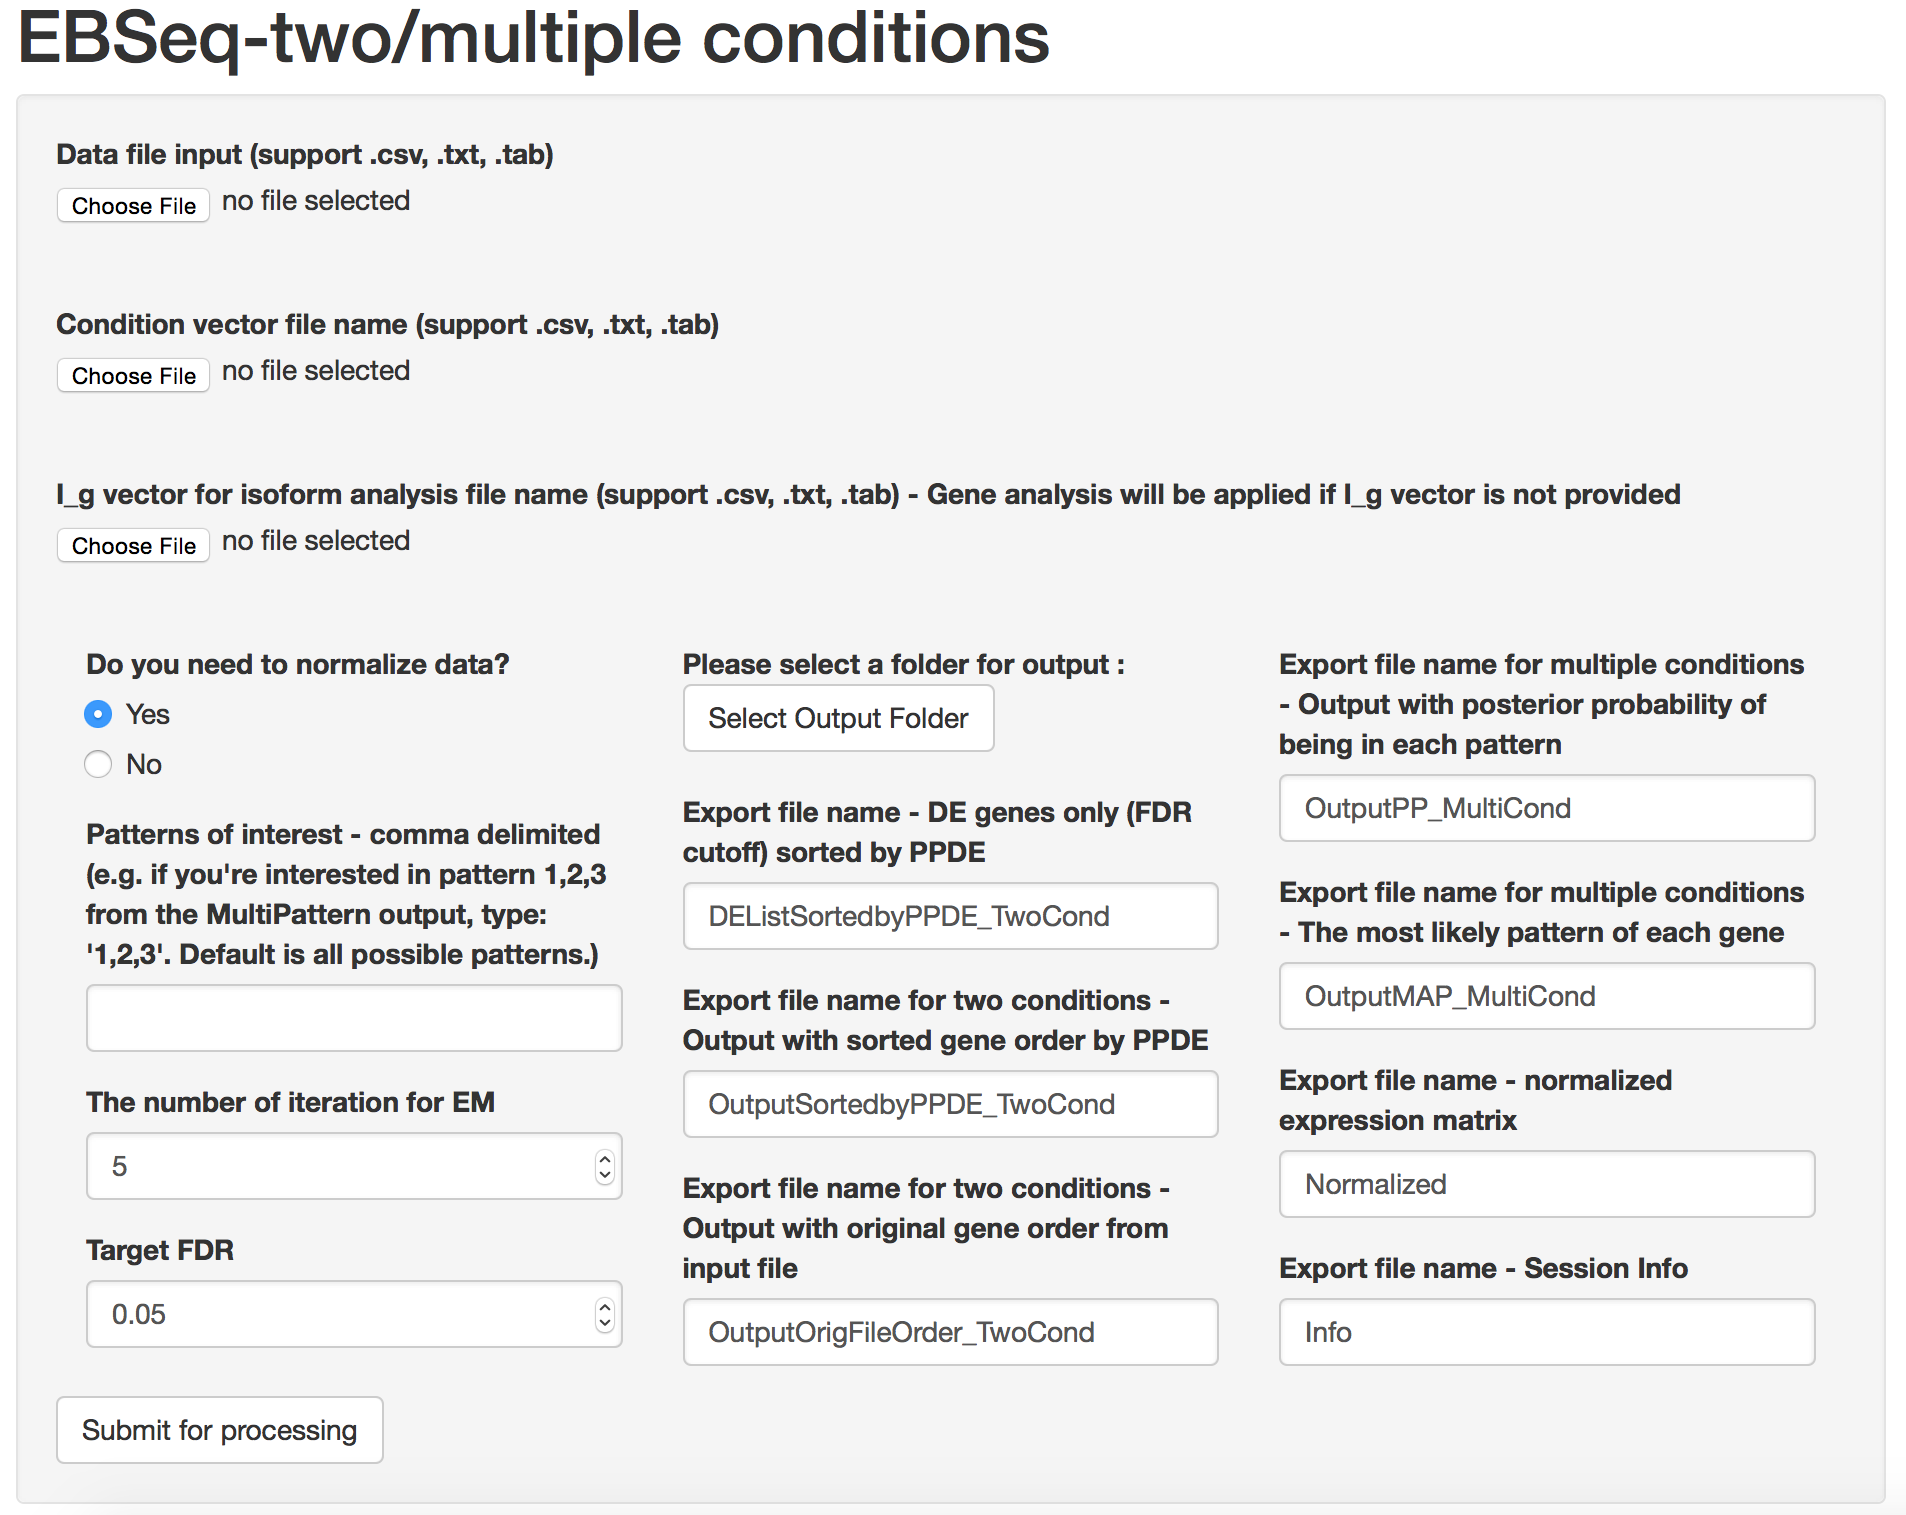 EBSeq-two/multiple conditions
Data file input (support .csv, .txt, .tab)
Choose File no file selected
Condition vector file name (support .csv, .txt, .tab)
Choose File no file selected
I_g vector for isoform analysis file name (support .csv, .txt, .tab) - Gene analysis will be applied if I_g vector is not provided
Choose File no file selected
Do you need to normalize data?
Yes
No
Patterns of interest - comma delimited
(e.g. if you're interested in pattern 1,2,3
from the MultiPattern output, type:
'1,2,3'. Default is all possible patterns.)
The number of iteration for EM
5
Target FDR
0.05
Please select a folder for output :
Select Output Folder
Export file name - DE genes only (FDR
cutoff) sorted by PPDE
DEListSortedbyPPDE_TwoCond
Export file name for two conditions -
Output with sorted gene order by PPDE
OutputSortedbyPPDE_TwoCond
Export file name for two conditions -
Output with original gene order from
input file
OutputOrigFileOrder_TwoCond
Export file name for multiple conditions
- Output with posterior probability of
being in each pattern
OutputPP_MultiCond
Export file name for multiple conditions
- The most likely pattern of each gene
OutputMAP_MultiCond
Export file name - normalized
expression matrix
Normalized
Export file name - Session Info
Info
Submit for processing